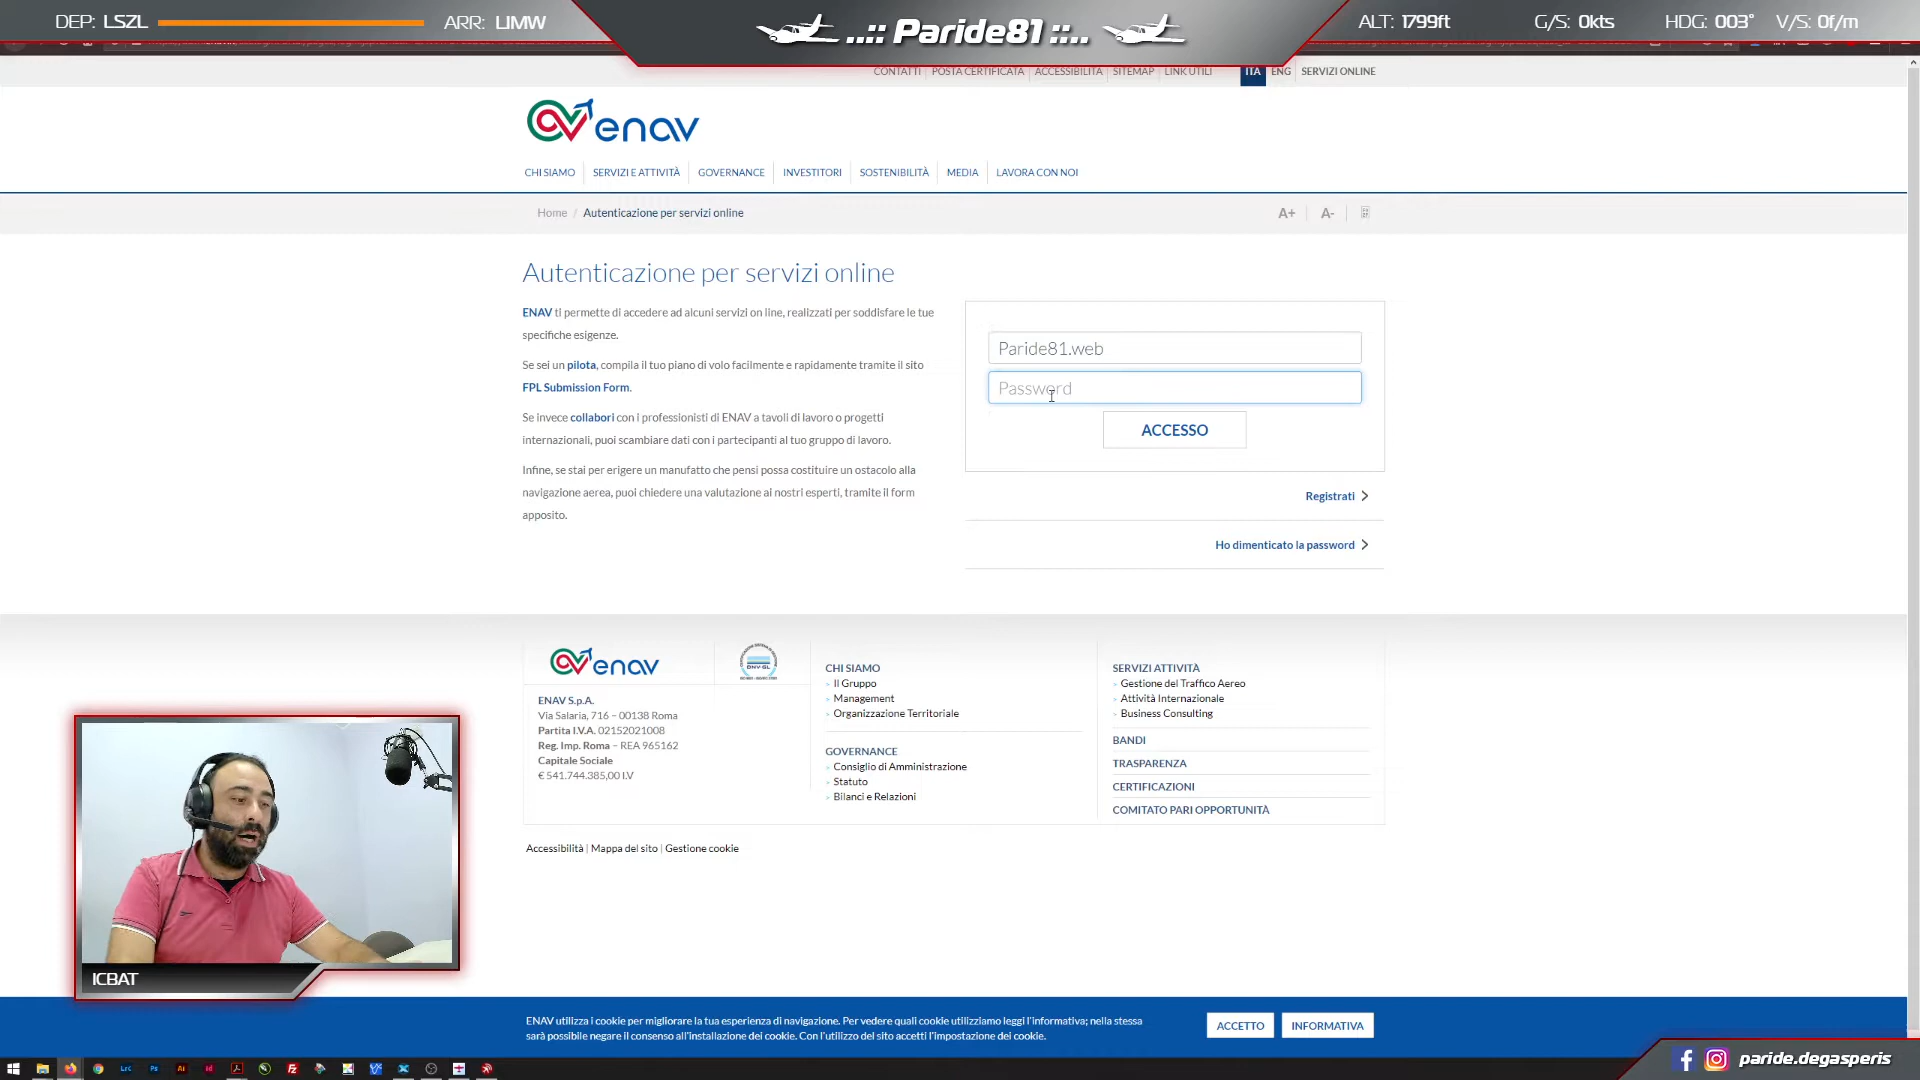 DEP: LSZL
ARR: LIMW
..:: Paride81 ::..
ALT: 1799ft
G/S: 0kts
HDG: 003°
V/S: 0f/m
CONTATTI
POSTA CERTIFICATA
ACCESSIBILITÀ
SITEMAP
LINK UTILI
ITA
ENG
SERVIZI ONLINE
enav
CHI SIAMO
SERVIZI E ATTIVITÀ
GOVERNANCE
INVESTITORI
SOSTENIBILITÀ
MEDIA
LAVORA CON NOI
Home / Autenticazione per servizi online
A+
A-
Autenticazione per servizi online
ENAV ti permette di accedere ad alcuni servizi on line, realizzati per soddisfare le tue
specifiche esigenze.
Se sei un pilota, compila il tuo piano di volo facilmente e rapidamente tramite il sito
FPL Submission Form.
Se invece collabori con i professionisti di ENAV a tavoli di lavoro o progetti
internazionali, puoi scambiare dati con i partecipanti al tuo gruppo di lavoro.
Infine, se stai per erigere un manufatto che pensi possa costituire un ostacolo alla
navigazione aerea, puoi chiedere una valutazione ai nostri esperti, tramite il form
apposito.
Paride81.web
Password
ACCESSO
Registrati
Ho dimenticato la password
enav
DNV·GL
ENAV S.p.A.
Via Salaria, 716 – 00138 Roma
Partita I.V.A. 02152021008
Reg. Imp. Roma – REA 965162
Capitale Sociale
€ 541.744.385,00 I.V
CHI SIAMO
Il Gruppo
Management
Organizzazione Territoriale
GOVERNANCE
Consiglio di Amministrazione
Statuto
Bilanci e Relazioni
SERVIZI ATTIVITÀ
Gestione del Traffico Aereo
Attività Internazionale
Business Consulting
BANDI
TRASPARENZA
CERTIFICAZIONI
COMITATO PARI OPPORTUNITÀ
Accessibilità | Mappa del sito | Gestione cookie
ICBAT
ENAV utilizza i cookie per migliorare la tua esperienza di navigazione. Per vedere quali cookie utilizziamo leggi l'informativa; nella stessa
sarà possibile negare il consenso all'installazione dei cookie. Con l'utilizzo del sito accetti l'impostazione dei cookie.
ACCETTO
INFORMATIVA
Lrc
Ps
Ai
Id
Fz
paride.degasperis